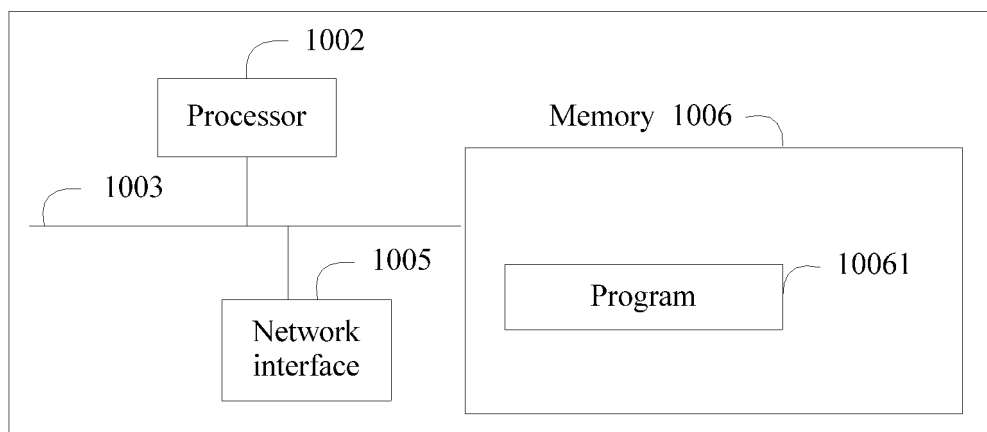 1002
Processor
Memory 1006
1003
1005
10061
Program
Network
interface